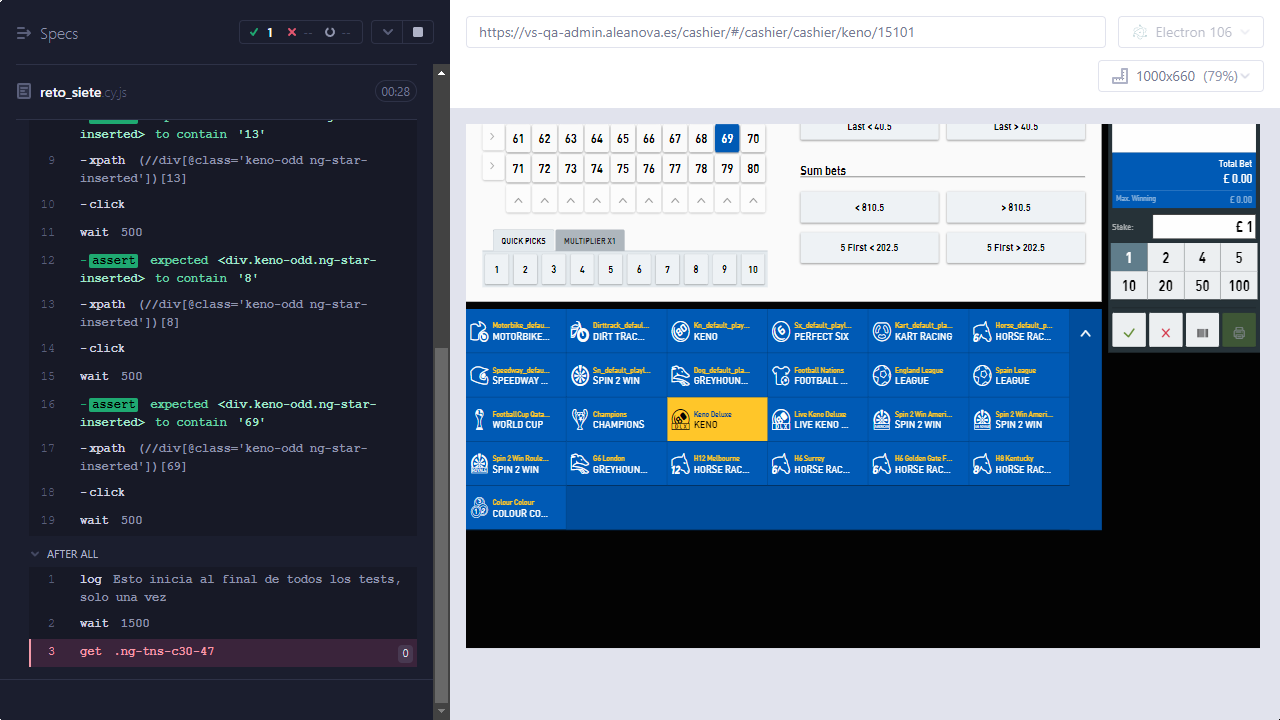 Specs
1
--
--
reto_siete.cy.js
00:28
inserted> to contain '13'
9 -xpath (//div[@class='keno-odd ng-star-
inserted'])[13]
10 -click
11 wait 500
12 -assert expected <div.keno-odd.ng-star-
inserted> to contain '8'
13 -xpath (//div[@class='keno-odd ng-star-
inserted'])[8]
14 -click
15 wait 500
16 -assert expected <div.keno-odd.ng-star-
inserted> to contain '69'
17 -xpath (//div[@class='keno-odd ng-star-
inserted'])[69]
18 -click
19 wait 500
AFTER ALL
1 log Esto inicia al final de todos los tests,
solo una vez
2 wait 1500
3 get .ng-tns-c30-47 0
https://vs-qa-admin.aleanova.es/cashier/#/cashier/cashier/keno/15101
Electron 106
1000x660 (79%)
61 62 63 64 65 66 67 68 69 70
71 72 73 74 75 76 77 78 79 80
QUICK PICKS MULTIPLIER X1
1 2 3 4 5 6 7 8 9 10
Last < 40.5 Last > 40.5
Sum bets
< 810.5 > 810.5
5 First < 202.5 5 First > 202.5
Total Bet
£ 0.00
Max. Winning £ 0.00
Stake: £ 1
1 2 4 5
10 20 50 100
Motorbike_defau...
MOTORBIKE...
Dirttrack_defaul...
DIRT TRAC...
Kn_default_play...
KENO
Sx_default_playl...
PERFECT SIX
Kart_default_pla...
KART RACING
Horse_default_p...
HORSE RAC...
Speedway_defau...
SPEEDWAY ...
Sn_default_playl...
SPIN 2 WIN
Dog_default_pla...
GREYHOUN...
Football Nations
FOOTBALL ...
England League
LEAGUE
Spain League
LEAGUE
FootballCup Qata...
WORLD CUP
Champions
CHAMPIONS
Keno Deluxe
KENO
Live Keno Deluxe
LIVE KENO ...
Spin 2 Win Ameri...
SPIN 2 WIN
Spin 2 Win Ameri...
SPIN 2 WIN
Spin 2 Win Roule...
SPIN 2 WIN
G6 London
GREYHOUN...
H12 Melbourne
HORSE RAC...
H6 Surrey
HORSE RAC...
H6 Golden Gate F...
HORSE RAC...
H8 Kentucky
HORSE RAC...
Colour Colour
COLOUR CO...